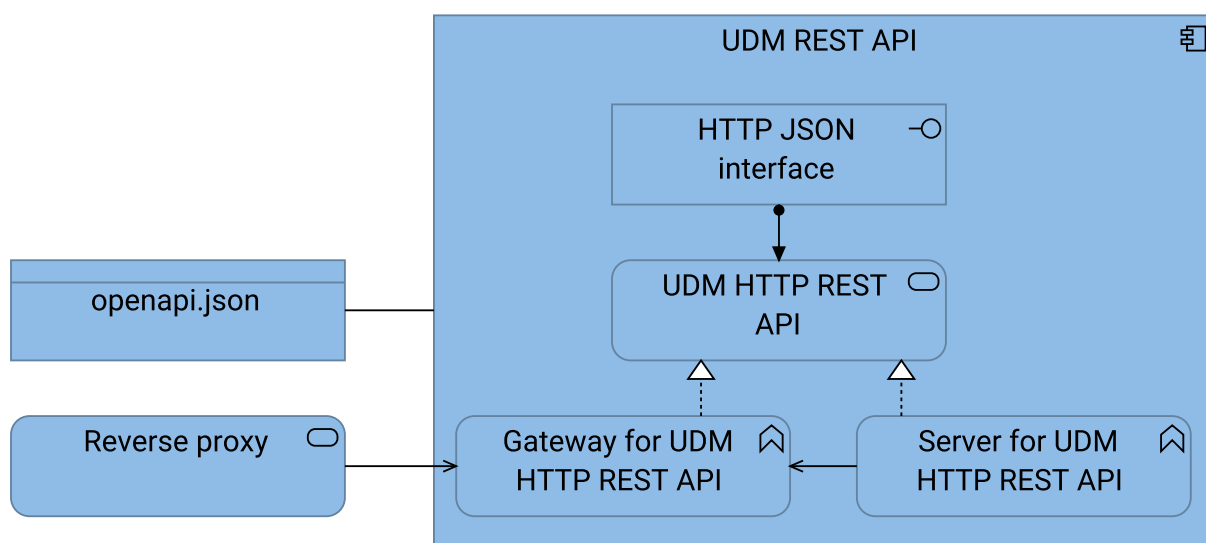 UDM REST API
HTTP JSON
interface
UDM HTTP REST
API
openapi.json
Reverse proxy
Gateway for UDM
HTTP REST API
Server for UDM
HTTP REST API